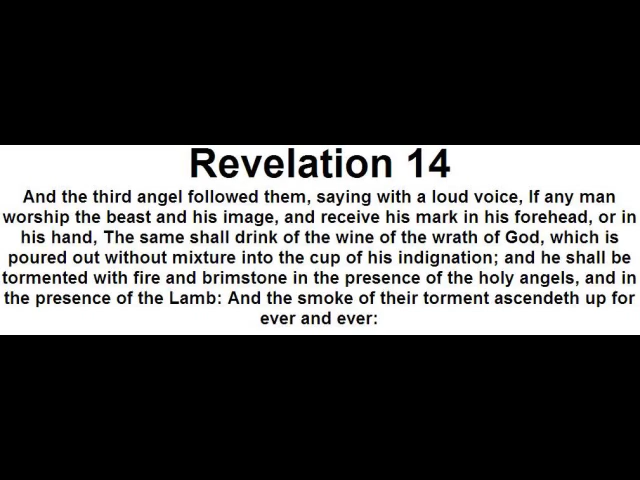 Revelation 14
And the third angel followed them, saying with a loud voice, If any man
worship the beast and his image, and receive his mark in his forehead, or in
his hand, The same shall drink of the wine of the wrath of God, which is
poured out without mixture into the cup of his indignation; and he shall be
tormented with fire and brimstone in the presence of the holy angels, and in
the presence of the Lamb: And the smoke of their torment ascendeth up for
ever and ever: